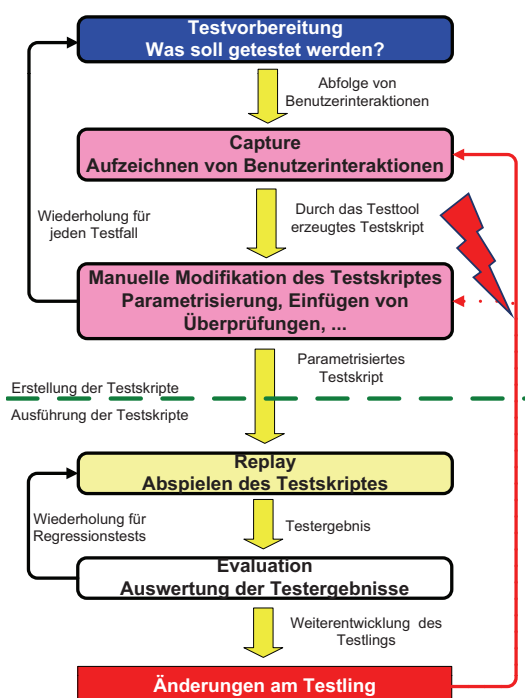 Testvorbereitung
Was soll getestet werden?
Abfolge von
Benutzerinteraktionen
Capture
Aufzeichnen von Benutzerinteraktionen
Wiederholung für
jeden Testfall
Durch das Testtool
erzeugtes Testskript
Manuelle Modifikation des Testskriptes
Parametrisierung, Einfügen von
Überprüfungen, ...
Parametrisiertes
Testskript
Erstellung der Testskripte
Ausführung der Testskripte
Replay
Abspielen des Testskriptes
Wiederholung für
Regressionstests
Testergebnis
Evaluation
Auswertung der Testergebnisse
Weiterentwicklung des
Testlings
Änderungen am Testling